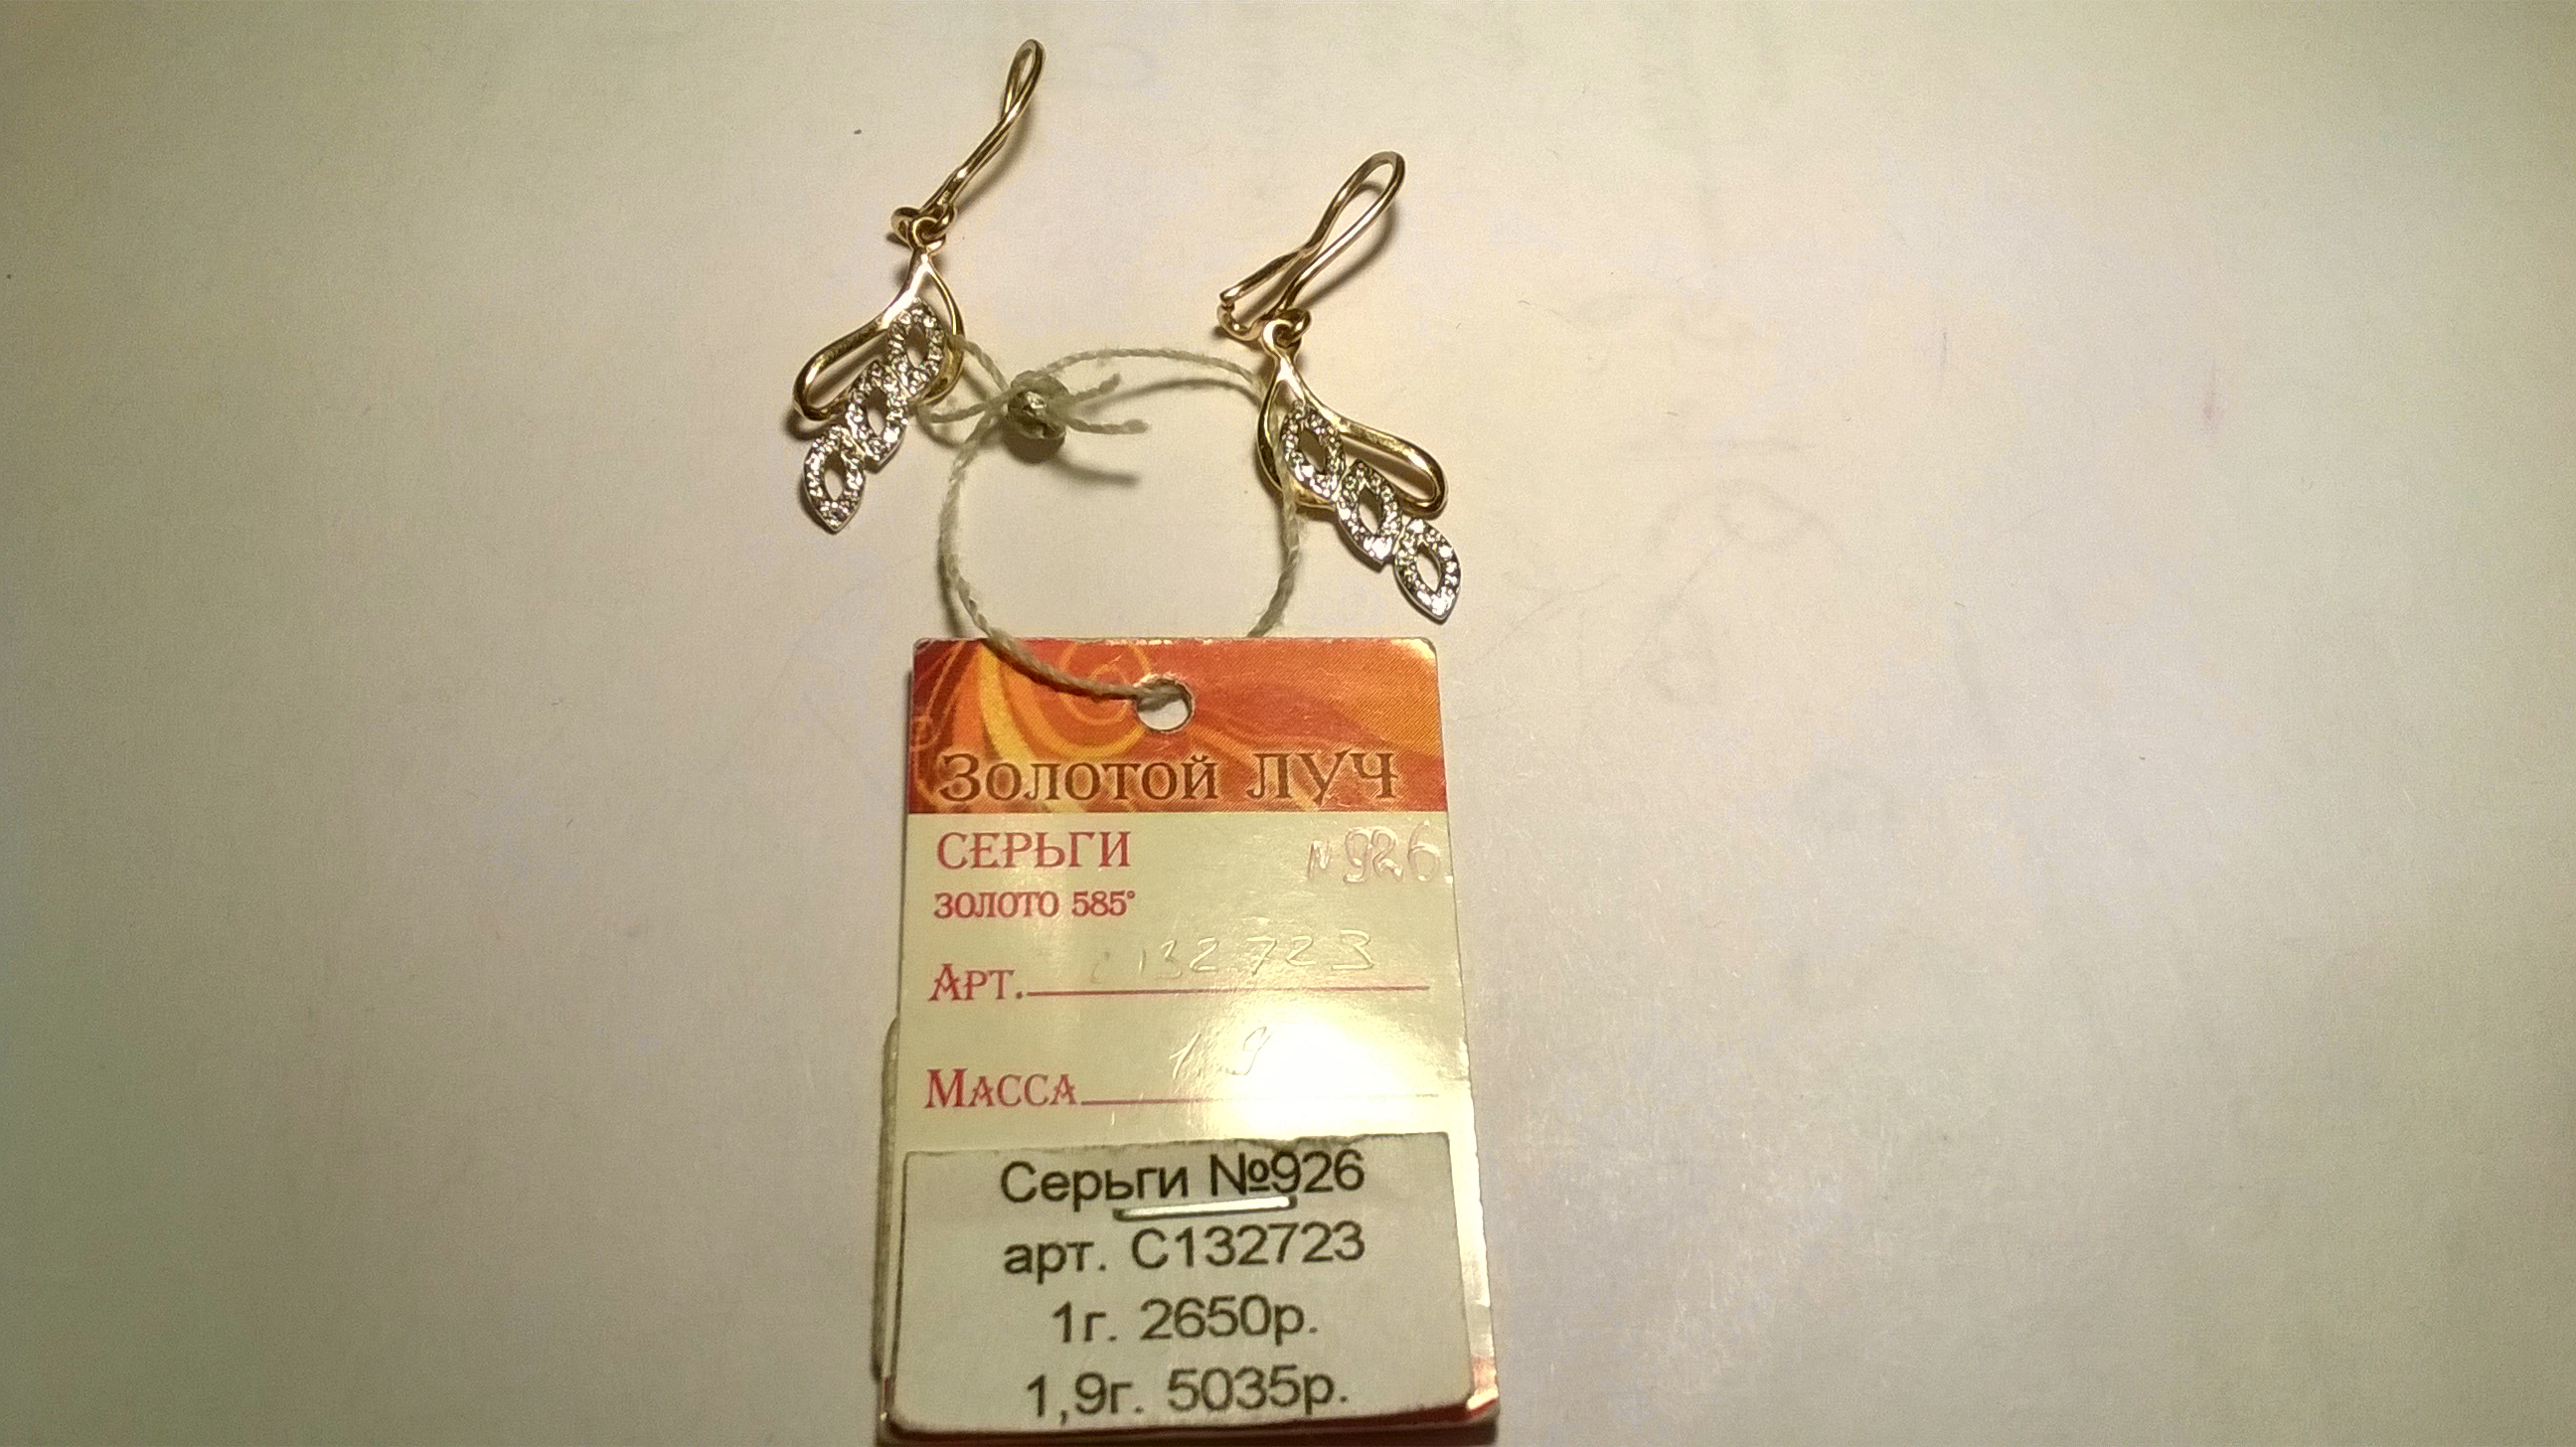 Золотой ЛУЧ
СЕРЬГИ N926
ЗОЛОТО 585°
АРТ. с132723
МАССА 1.9
Серьги №926
арт. С132723
1г. 2650р.
1,9г. 5035р.